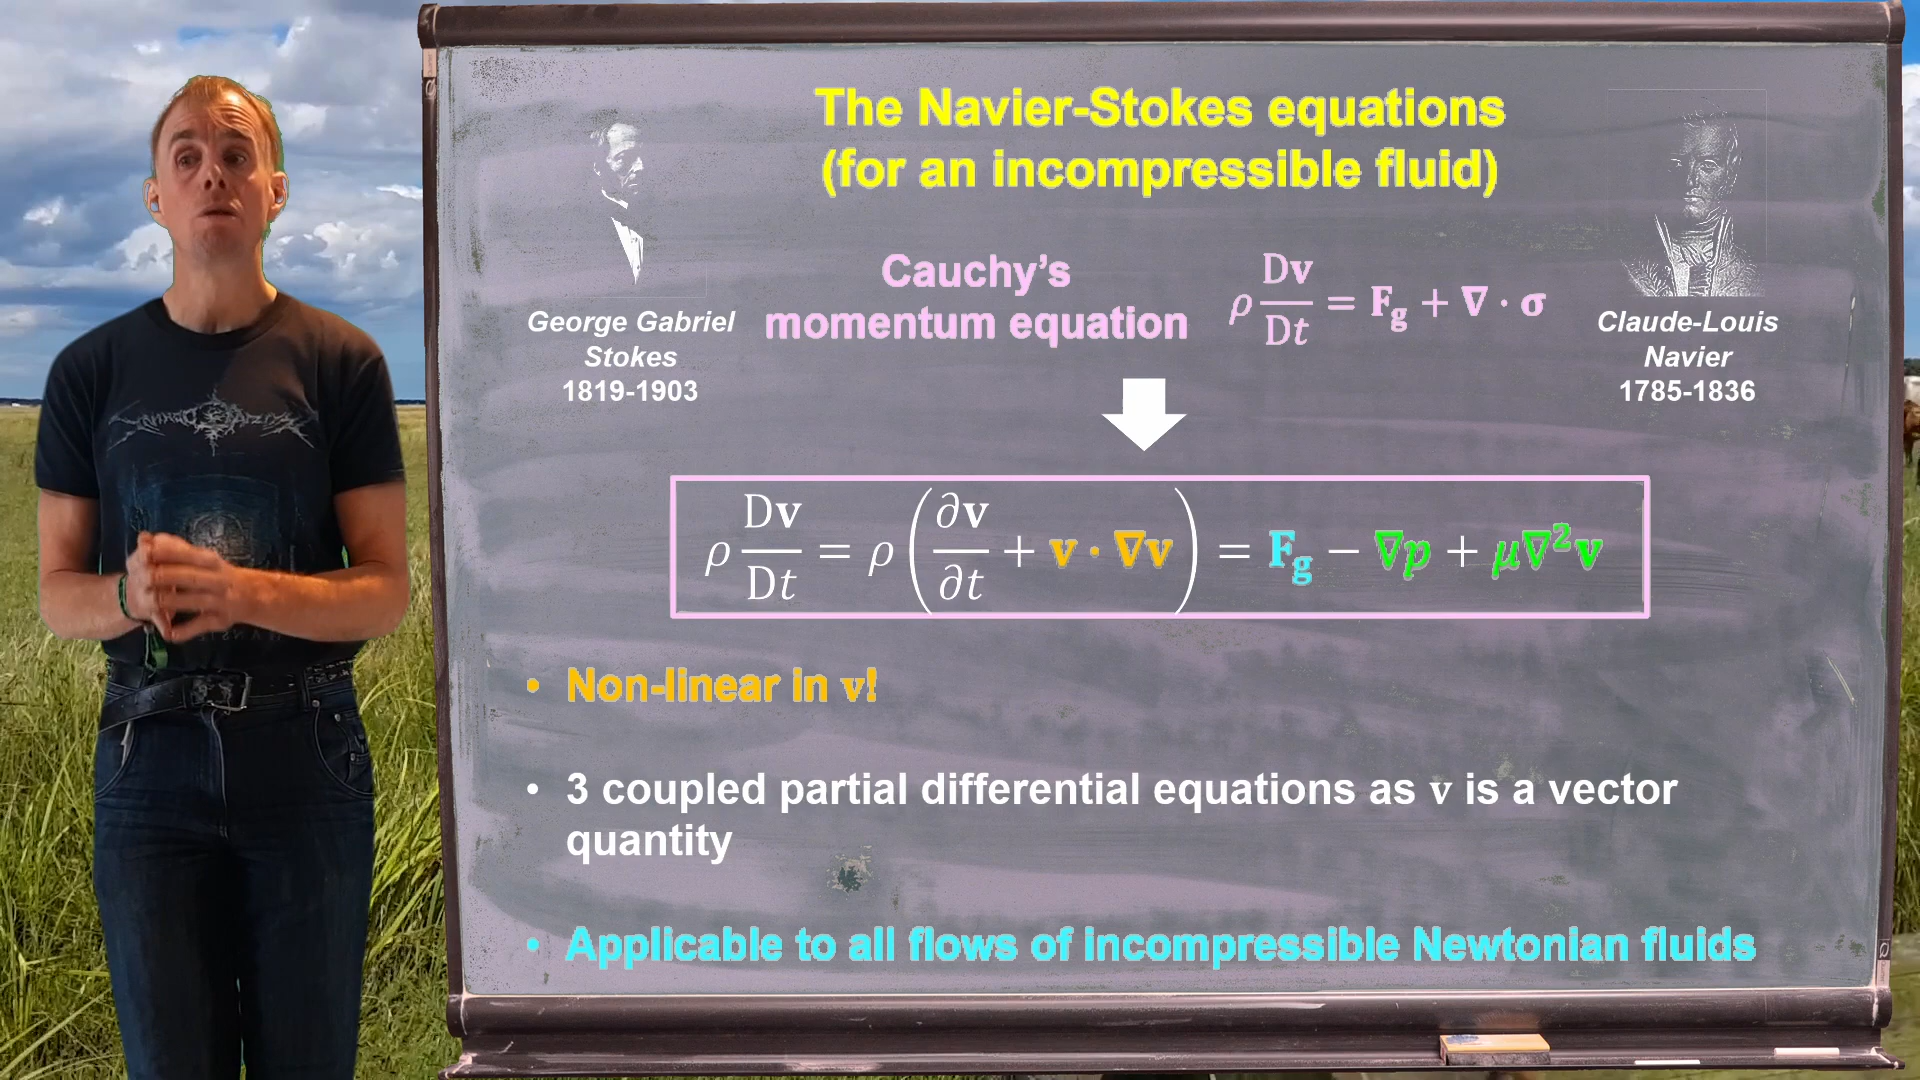 The Navier-Stokes equations
(for an incompressible fluid)
George Gabriel
Stokes
1819-1903
Cauchy’s
momentum equation
ρ Dv/Dt = F_g + ∇ · σ
Claude-Louis
Navier
1785-1836
ρ Dv/Dt = ρ (∂v/∂t + v · ∇v) = F_g − ∇p + μ∇²v
• Non-linear in v!
• 3 coupled partial differential equations as v is a vector
quantity
• Applicable to all flows of incompressible Newtonian fluids